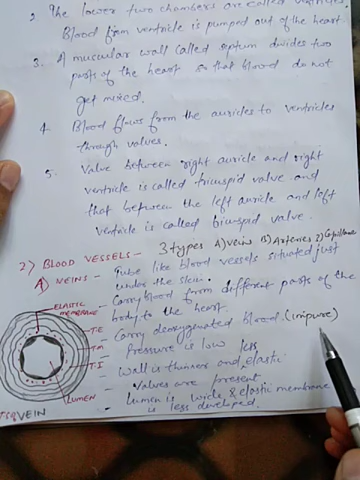 2. The lower two chambers are called ventricles.
Blood from ventricle is pumped out of the heart
3. A muscular wall called septum divides two
parts of the heart so that blood do not
get mixed.
4. Blood flows from the auricles to ventricles
through valves.
5. Valve between right auricle and right
ventricle is called tricuspid valve and
that between the left auricle and left
ventricle is called bicuspid valve.
2) BLOOD VESSELS - 3 types A) veins B) Arteries 2) Capillaries
1) VEINS - Tube like blood vessels situated just
under the skin.
- Carry blood from different parts of the
body to the heart.
- Carry deoxygenated blood. (impure)
- Pressure is low
- Wall is thinner and less elastic
- Valves are present
- Lumen is wide & elastic membrane
is less developed.
ELASTIC
MEMBRANE
T-E
T-M
T-I
LUMEN
VEIN